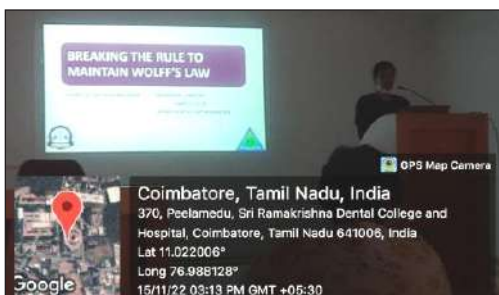 BREAKING THE RULE TO
MAINTAIN WOLFF'S LAW
GPS Map Camera
Coimbatore, Tamil Nadu, India
370, Peelamedu, Sri Ramakrishna Dental College and
Hospital, Coimbatore, Tamil Nadu 641006, India
Lat 11.022006°
Long 76.988128°
15/11/22 03:13 PM GMT +05:30
Google